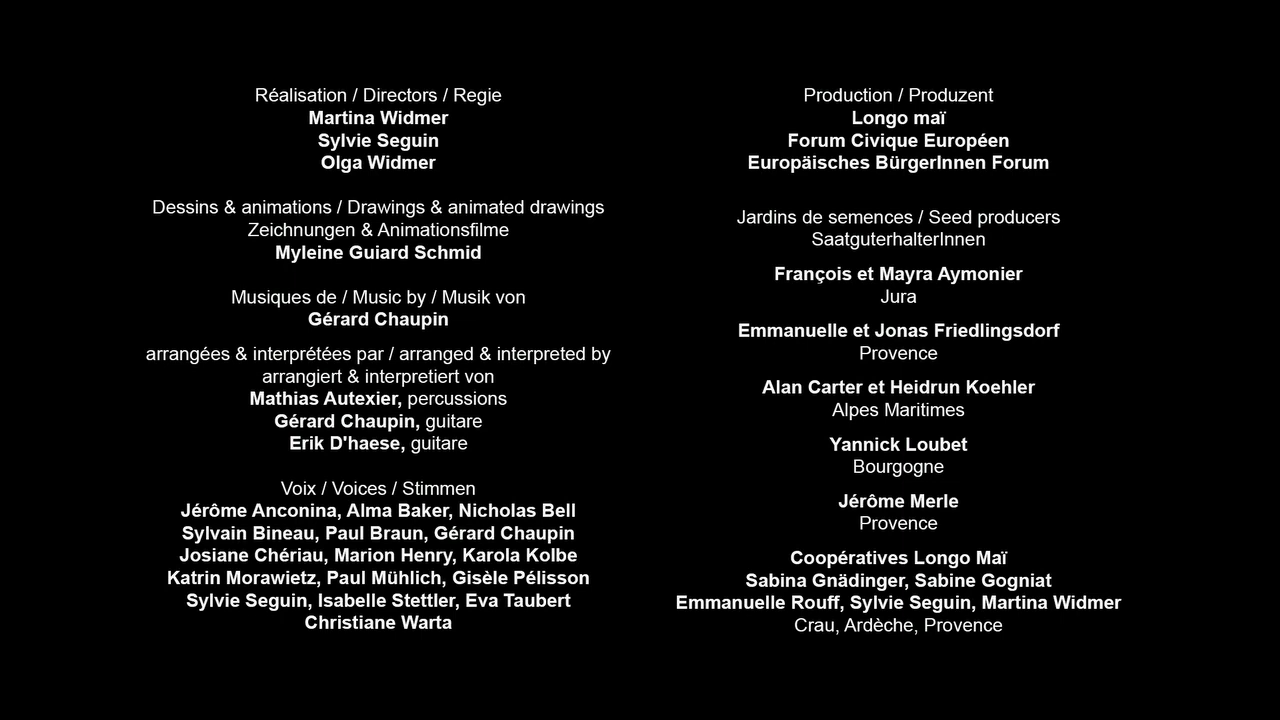 Réalisation / Directors / Regie
Martina Widmer
Sylvie Seguin
Olga Widmer
Dessins & animations / Drawings & animated drawings
Zeichnungen & Animationsfilme
Myleine Guiard Schmid
Musiques de / Music by / Musik von
Gérard Chaupin
arrangées & interprétées par / arranged & interpreted by
arrangiert & interpretiert von
Mathias Autexier, percussions
Gérard Chaupin, guitare
Erik D'haese, guitare
Voix / Voices / Stimmen
Jérôme Anconina, Alma Baker, Nicholas Bell
Sylvain Bineau, Paul Braun, Gérard Chaupin
Josiane Chériau, Marion Henry, Karola Kolbe
Katrin Morawietz, Paul Mühlich, Gisèle Pélisson
Sylvie Seguin, Isabelle Stettler, Eva Taubert
Christiane Warta
Production / Produzent
Longo maï
Forum Civique Européen
Europäisches BürgerInnen Forum
Jardins de semences / Seed producers
SaatguterhalterInnen
François et Mayra Aymonier
Jura
Emmanuelle et Jonas Friedlingsdorf
Provence
Alan Carter et Heidrun Koehler
Alpes Maritimes
Yannick Loubet
Bourgogne
Jérôme Merle
Provence
Coopératives Longo Maï
Sabina Gnädinger, Sabine Gogniat
Emmanuelle Rouff, Sylvie Seguin, Martina Widmer
Crau, Ardèche, Provence